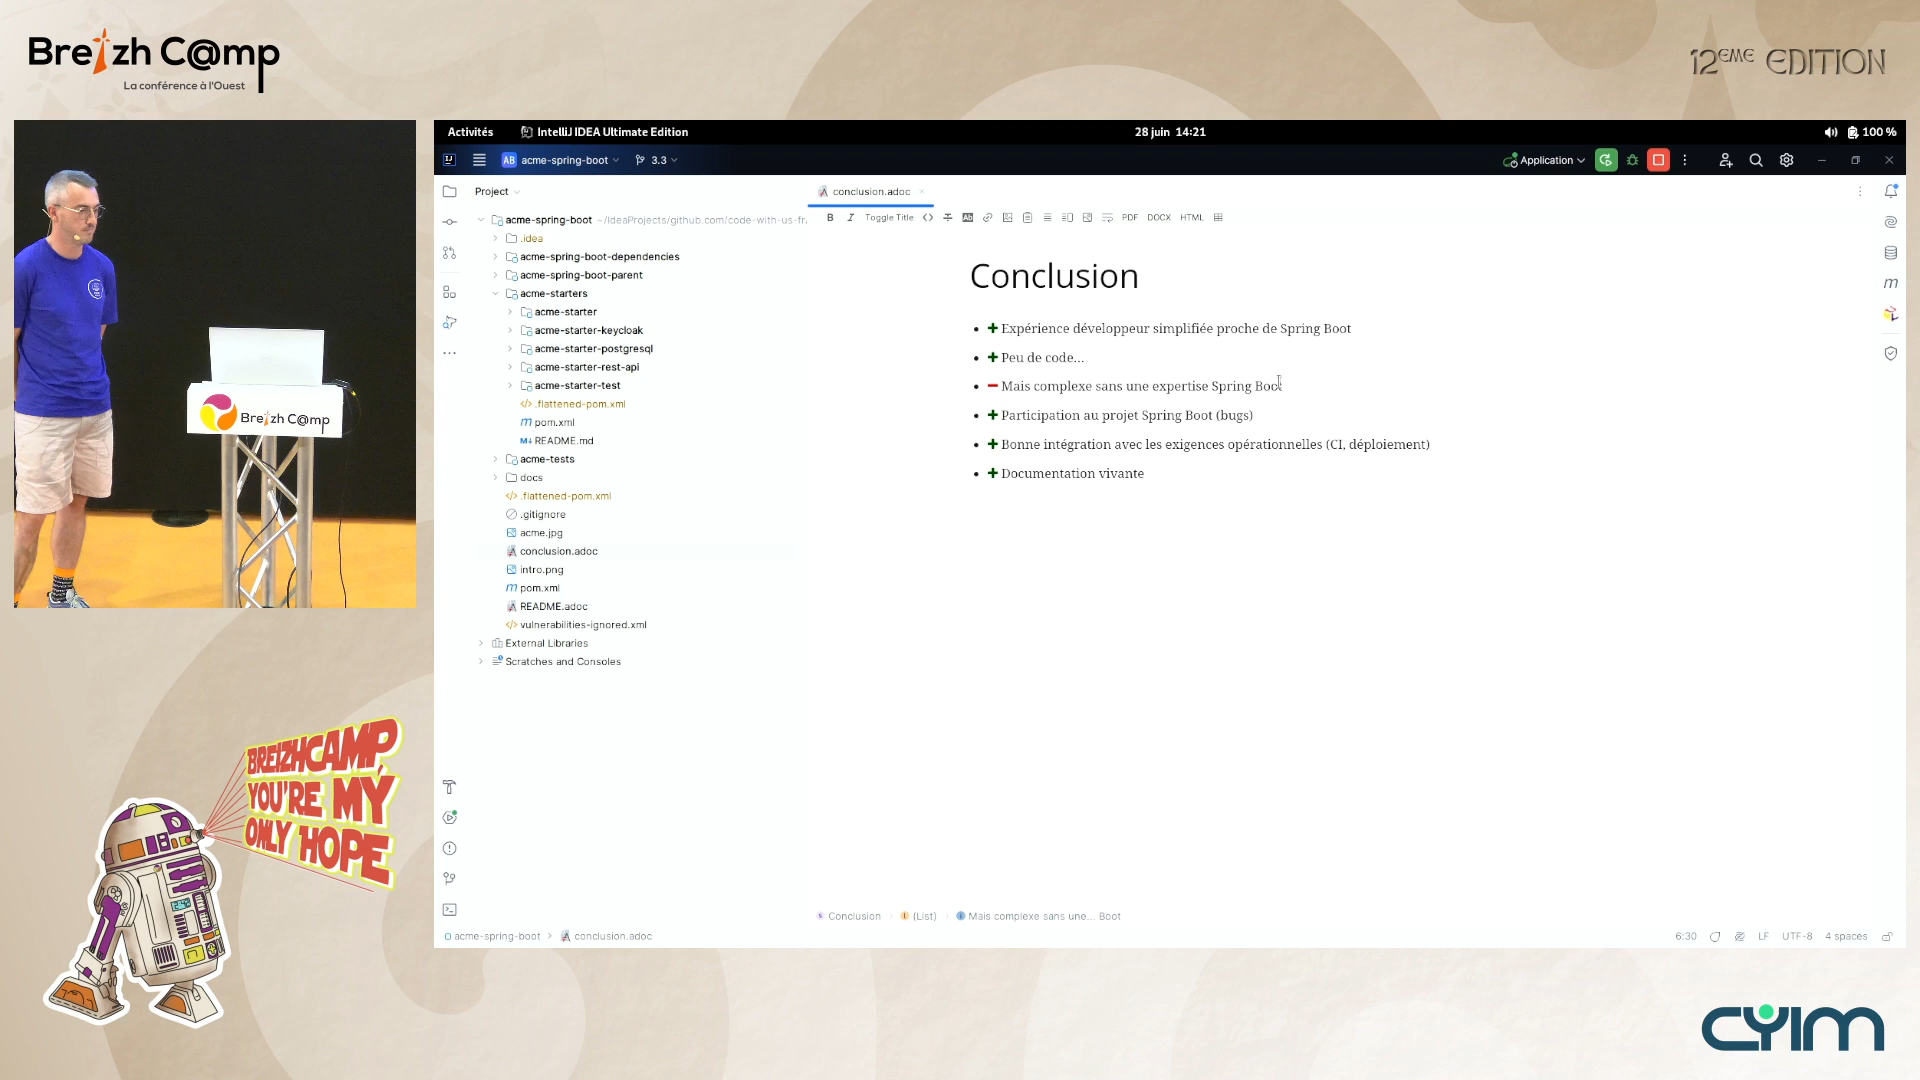 Breizh C@mp
La conférence à l'Ouest
12EME EDITION
Activités
IntelliJ IDEA Ultimate Edition
28 juin 14:21
100 %
AB acme-spring-boot
3.3
Application
Project
conclusion.adoc
B I Toggle Title PDF DOCX HTML
acme-spring-boot ~/IdeaProjects/github.com/code-with-us-fr,
.idea
acme-spring-boot-dependencies
acme-spring-boot-parent
acme-starters
acme-starter
acme-starter-keycloak
acme-starter-postgresql
acme-starter-rest-api
acme-starter-test
.flattened-pom.xml
pom.xml
README.md
acme-tests
docs
.flattened-pom.xml
.gitignore
acme.jpg
conclusion.adoc
intro.png
pom.xml
README.adoc
vulnerabilities-ignored.xml
External Libraries
Scratches and Consoles
Conclusion
Expérience développeur simplifiée proche de Spring Boot
Peu de code…
Mais complexe sans une expertise Spring Boot
Participation au projet Spring Boot (bugs)
Bonne intégration avec les exigences opérationnelles (CI, déploiement)
Documentation vivante
Conclusion (List) Mais complexe sans une... Boot
acme-spring-boot > conclusion.adoc
6:30 LF UTF-8 4 spaces
Breizh C@mp
BREIZHCAMP,
YOU'RE MY
ONLY HOPE
CYIM